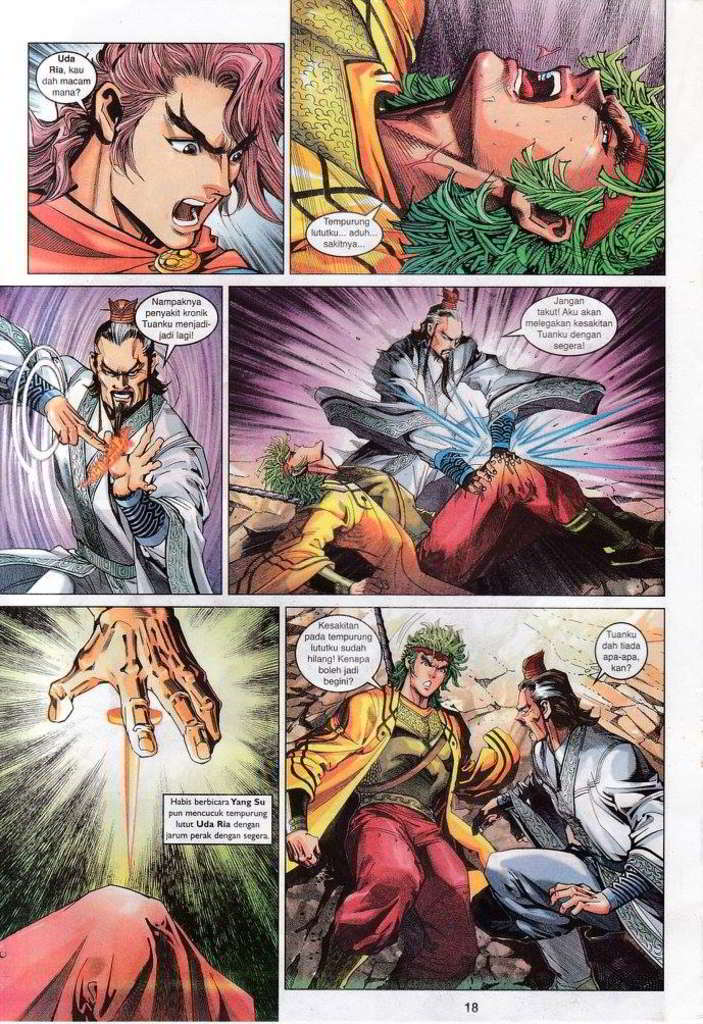 Uda
Ria, kau
dah macam
mana?
Tempurung
lututku... aduh...
sakitnya...
Nampaknya
penyakit kronik
Tuanku menjadi-
jadi lagi!
Jangan
takut! Aku akan
melegakan kesakitan
Tuanku dengan
segera!
Habis berbicara Yang Su
pun mencucuk tempurung
lutut Uda Ria dengan
jarum perak dengan segera.
Kesakitan
pada tempurung
lututku sudah
hilang! Kenapa
boleh jadi
begini?
Tuanku
dah tiada
apa-apa,
kan?
18